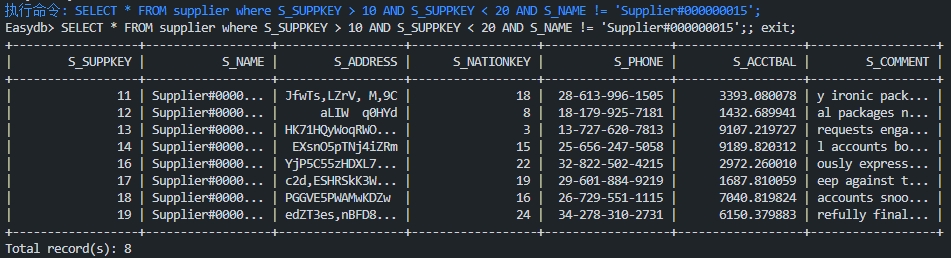 执行命令: SELECT * FROM supplier where S_SUPPKEY > 10 AND S_SUPPKEY < 20 AND S_NAME != 'Supplier#000000015';
Easydb> SELECT * FROM supplier where S_SUPPKEY > 10 AND S_SUPPKEY < 20 AND S_NAME != 'Supplier#000000015';; exit;
| S_SUPPKEY | S_NAME | S_ADDRESS | S_NATIONKEY | S_PHONE | S_ACCTBAL | S_COMMENT |
| 11 | Supplier#0000... | JfwTs,LZrV, M,9C | 18 | 28-613-996-1505 | 3393.080078 | y ironic pack... |
| 12 | Supplier#0000... | aLIW  q0HYd | 8 | 18-179-925-7181 | 1432.689941 | al packages n... |
| 13 | Supplier#0000... | HK71HQyWoqRWO... | 3 | 13-727-620-7813 | 9107.219727 | requests enga... |
| 14 | Supplier#0000... | EXsnO5pTNj4iZRm | 15 | 25-656-247-5058 | 9189.820312 | l accounts bo... |
| 16 | Supplier#0000... | YjP5C55zHDXL7... | 22 | 32-822-502-4215 | 2972.260010 | ously express... |
| 17 | Supplier#0000... | c2d,ESHRSkK3W... | 19 | 29-601-884-9219 | 1687.810059 | eep against t... |
| 18 | Supplier#0000... | PGGVE5PWAMwKDZw | 16 | 26-729-551-1115 | 7040.819824 | accounts snoo... |
| 19 | Supplier#0000... | edZT3es,nBFD8... | 24 | 34-278-310-2731 | 6150.379883 | refully final... |
Total record(s): 8